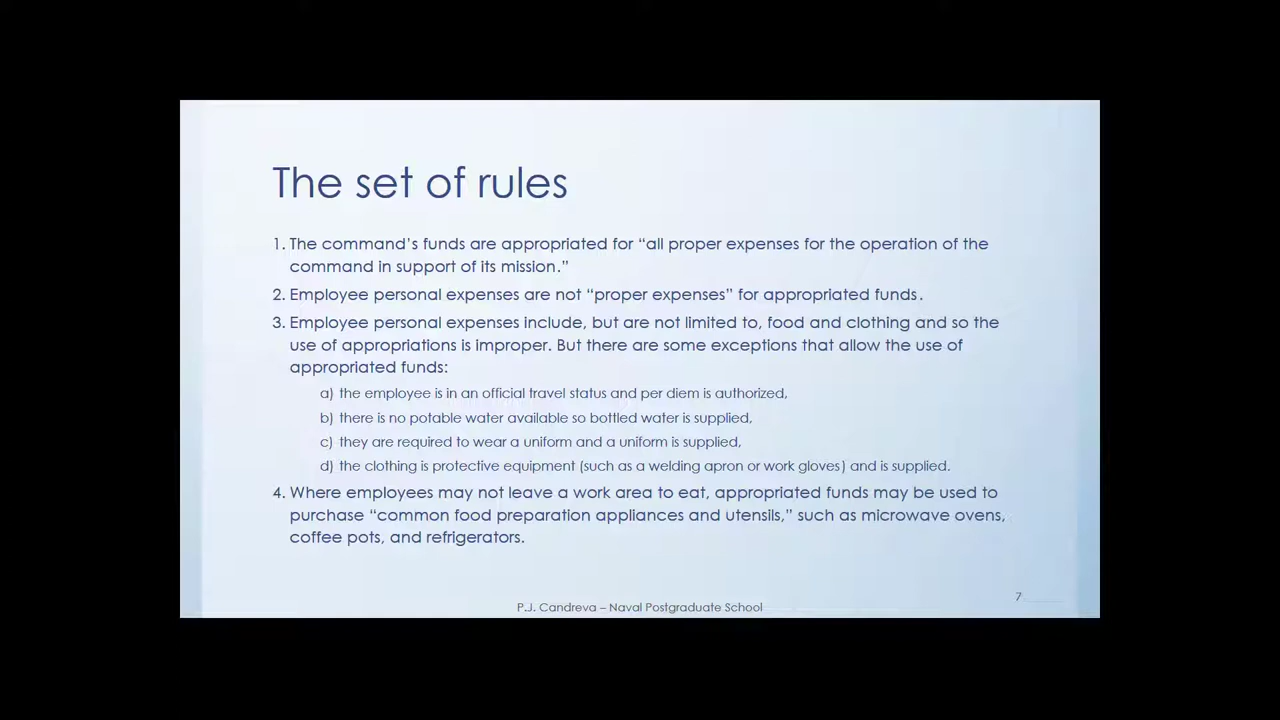 The set of rules
1. The command's funds are appropriated for “all proper expenses for the operation of the
command in support of its mission.”
2. Employee personal expenses are not “proper expenses” for appropriated funds.
3. Employee personal expenses include, but are not limited to, food and clothing and so the
use of appropriations is improper. But there are some exceptions that allow the use of
appropriated funds:
a) the employee is in an official travel status and per diem is authorized,
b) there is no potable water available so bottled water is supplied,
c) they are required to wear a uniform and a uniform is supplied,
d) the clothing is protective equipment (such as a welding apron or work gloves) and is supplied.
4. Where employees may not leave a work area to eat, appropriated funds may be used to
purchase “common food preparation appliances and utensils,” such as microwave ovens,
coffee pots, and refrigerators.
7
P.J. Candreva – Naval Postgraduate School